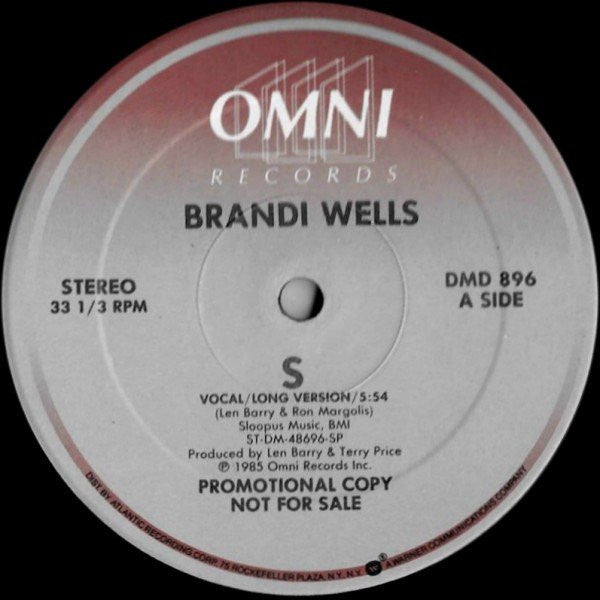 OMNI
RECORDS
BRANDI WELLS
STEREO
33 1/3 RPM
DMD 896
A SIDE
S
VOCAL/LONG VERSION/5:54
(Len Barry & Ron Margolis)
Sloopus Music, BMI
ST-DM-48696-SP
Produced by Len Barry & Terry Price
℗ 1985 Omni Records Inc.
PROMOTIONAL COPY
NOT FOR SALE
DIST. BY ATLANTIC RECORDING CORP. 75 ROCKEFELLER PLAZA, N.Y., N.Y. W ® A WARNER COMMUNICATIONS COMPANY